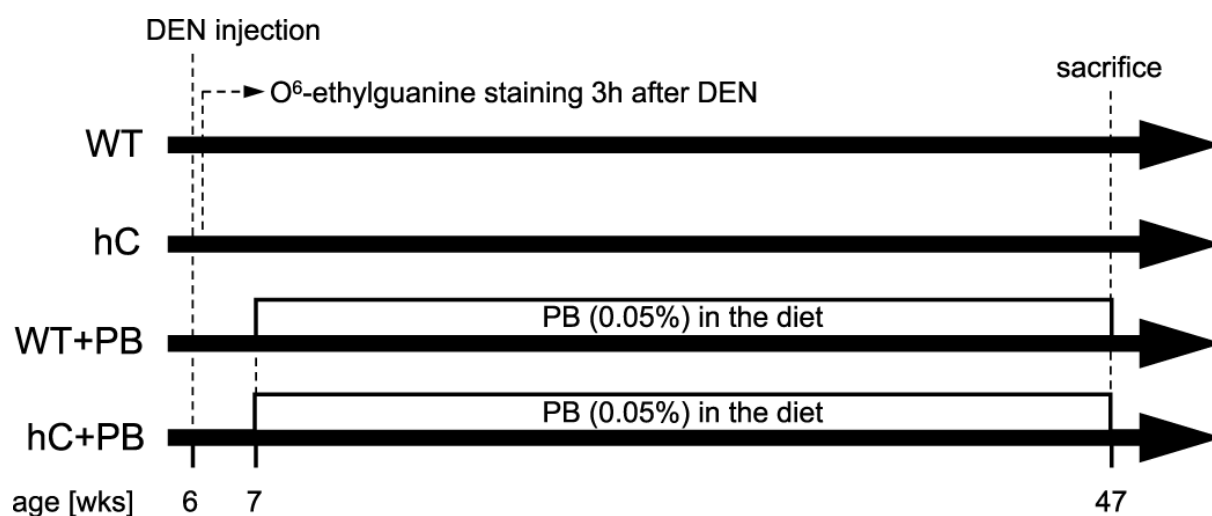 DEN injection
sacrifice
O⁶-ethylguanine staining 3h after DEN
WT
hC
PB (0.05%) in the diet
WT+PB
PB (0.05%) in the diet
hC+PB
age [wks] 6 7 47